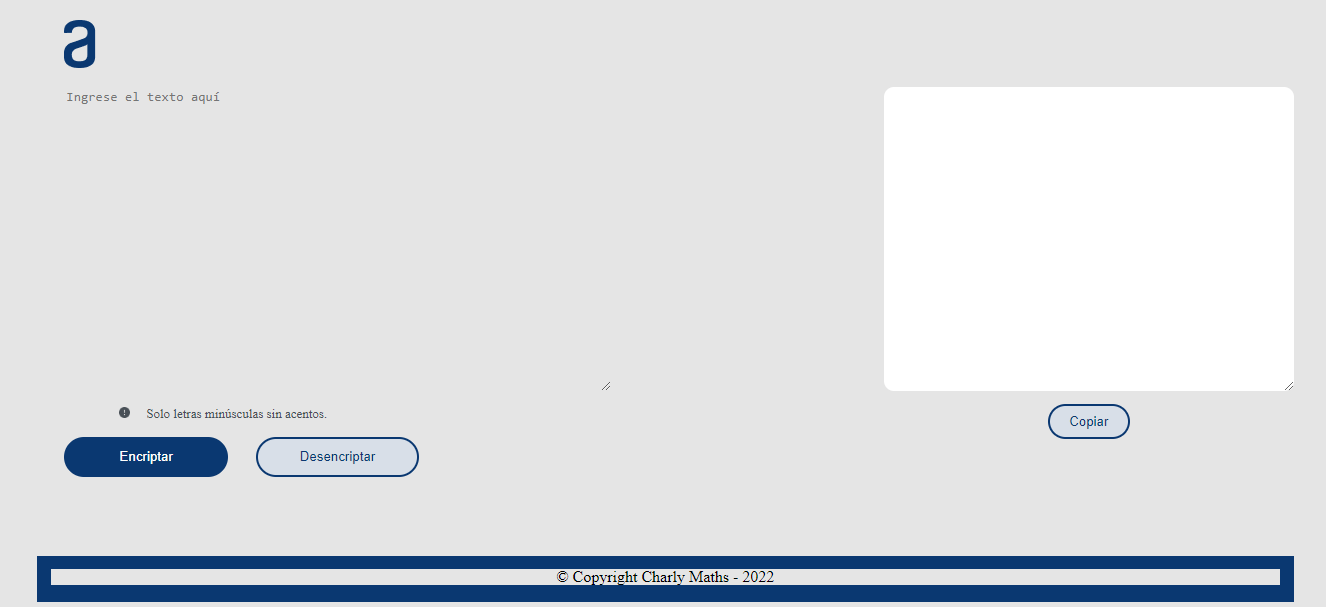 a
Ingrese el texto aquí
Solo letras minúsculas sin acentos.
Copiar
Encriptar
Desencriptar
© Copyright Charly Maths - 2022